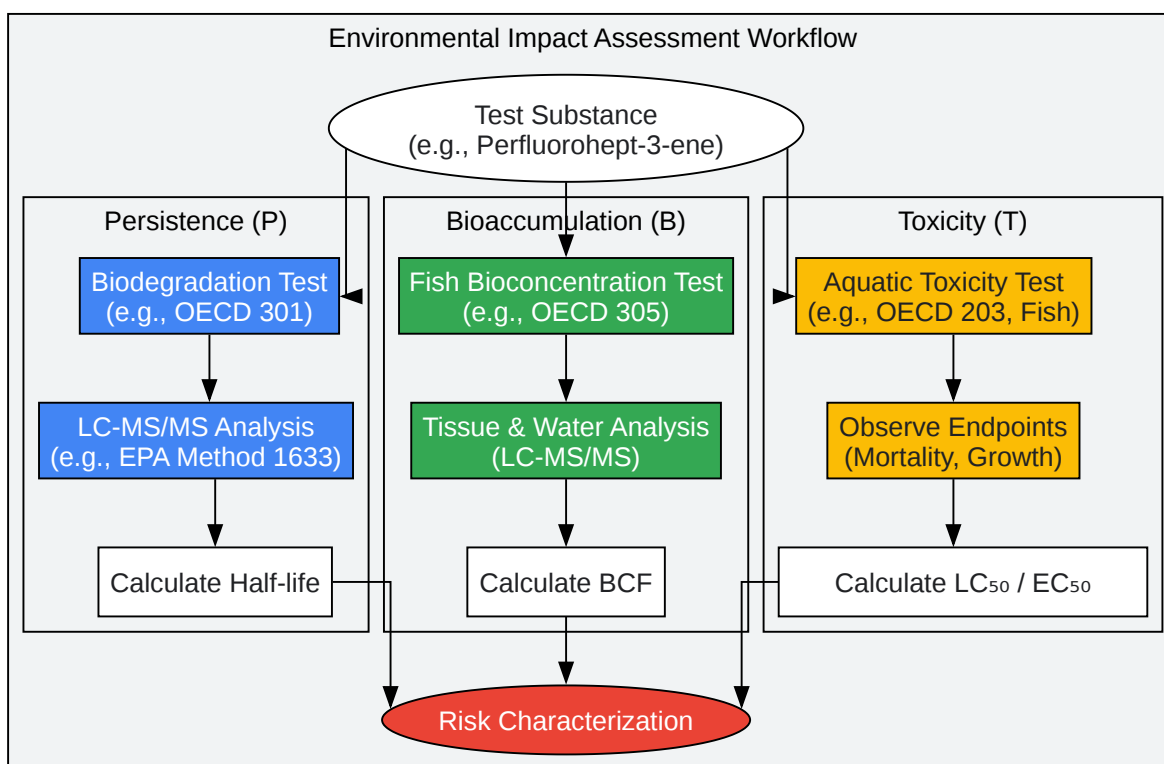 Environmental Impact Assessment Workflow
Test Substance
(e.g., Perfluorohept-3-ene)
Persistence (P)
Biodegradation Test
(e.g., OECD 301)
LC-MS/MS Analysis
(e.g., EPA Method 1633)
Calculate Half-life
Bioaccumulation (B)
Fish Bioconcentration Test
(e.g., OECD 305)
Tissue & Water Analysis
(LC-MS/MS)
Calculate BCF
Toxicity (T)
Aquatic Toxicity Test
(e.g., OECD 203, Fish)
Observe Endpoints
(Mortality, Growth)
Calculate LC₅₀ / EC₅₀
Risk Characterization